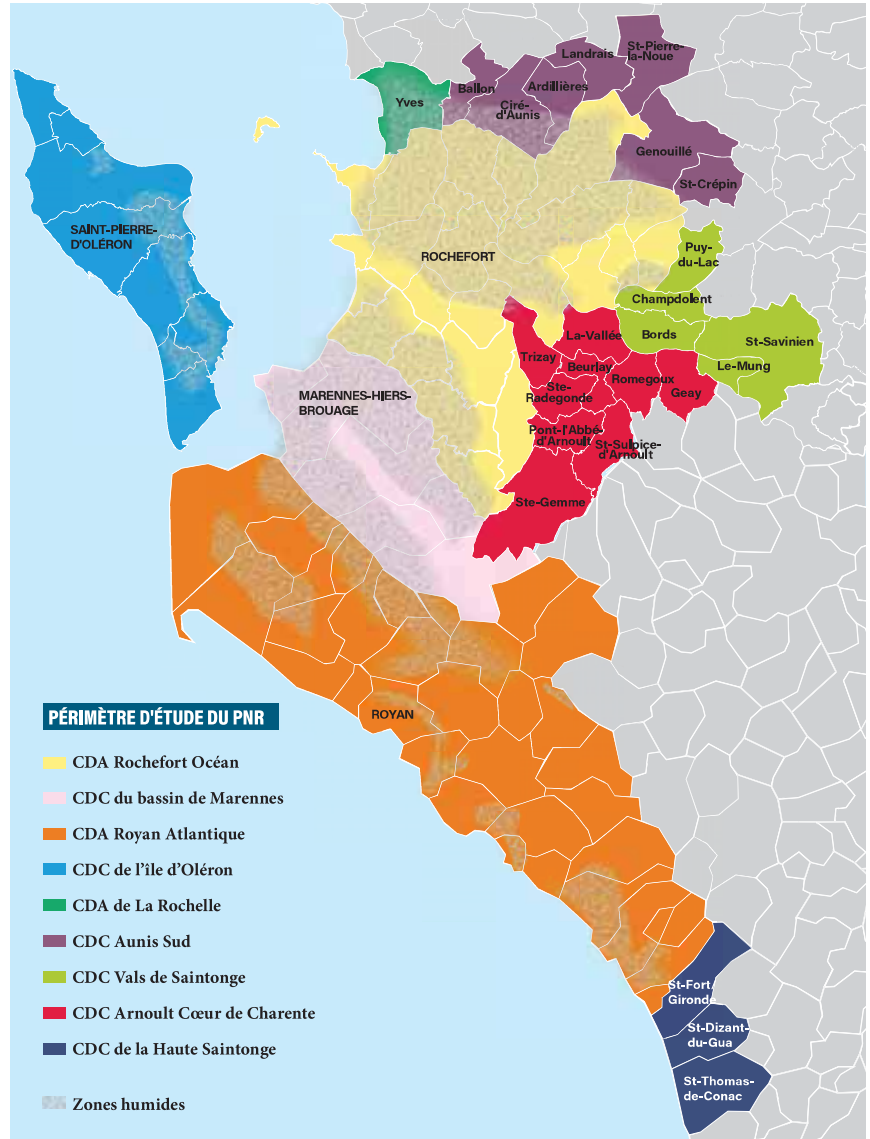 St-Pierre-
la-Noue
Landrais
Ardillières
Ballon
Yves
Ciré-
d'Aunis
Genouillé
St-Crépin
SAINT-PIERRE-
D'OLÉRON
ROCHEFORT
Puy-
du-Lac
Champdolent
La-Vallée
Bords
St-Savinien
Trizay
Beurlay
Le-Mung
Romegoux
Ste-
Radegonde
Geay
MARENNES-HIERS-
BROUAGE
Pont-l'Abbé-
d'Arnoult
St-Sulpice-
d'Arnoult
Ste-Gemme
ROYAN
PÉRIMÈTRE D'ÉTUDE DU PNR
CDA Rochefort Océan
CDC du bassin de Marennes
CDA Royan Atlantique
CDC de l'île d'Oléron
CDA de La Rochelle
CDC Aunis Sud
CDC Vals de Saintonge
CDC Arnoult Cœur de Charente
CDC de la Haute Saintonge
Zones humides
St-Fort
Gironde
St-Dizant-
du-Gua
St-Thomas-
de-Conac